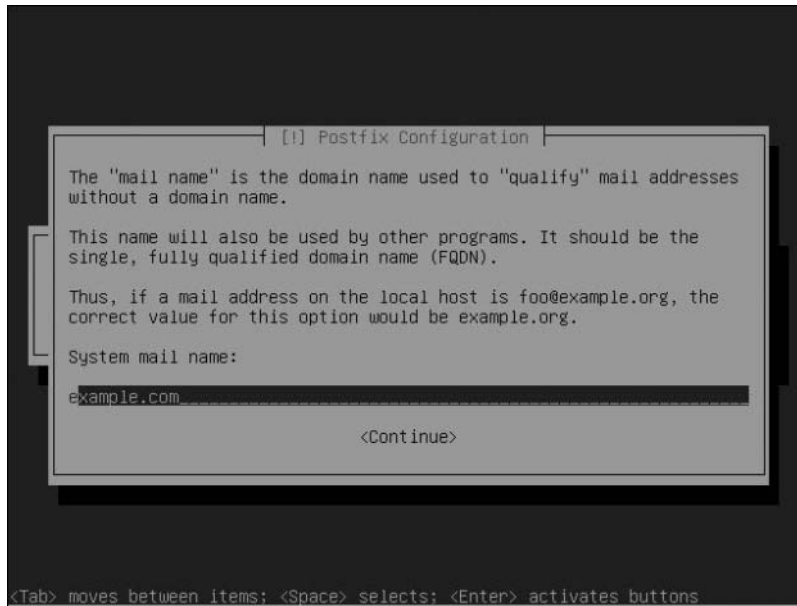 [!] Postfix Configuration
The "mail name" is the domain name used to "qualify" mail addresses
without a domain name.
This name will also be used by other programs. It should be the
single, fully qualified domain name (FQDN).
Thus, if a mail address on the local host is foo@example.org, the
correct value for this option would be example.org.
System mail name:
example.com
<Continue>
<Tab> moves between items; <Space> selects; <Enter> activates buttons